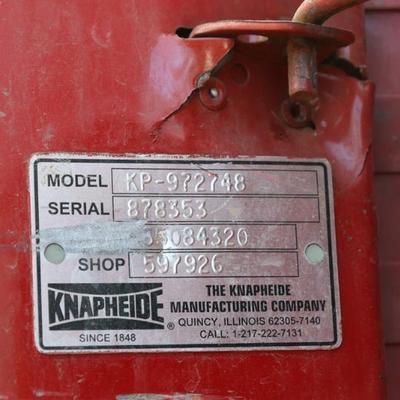 MODEL KP-972748
SERIAL 878353
5084320
SHOP 597926
KNAPHEIDE
SINCE 1848
THE KNAPHEIDE
MANUFACTURING COMPANY
® QUINCY, ILLINOIS 62305-7140
CALL: 1-217-222-7131